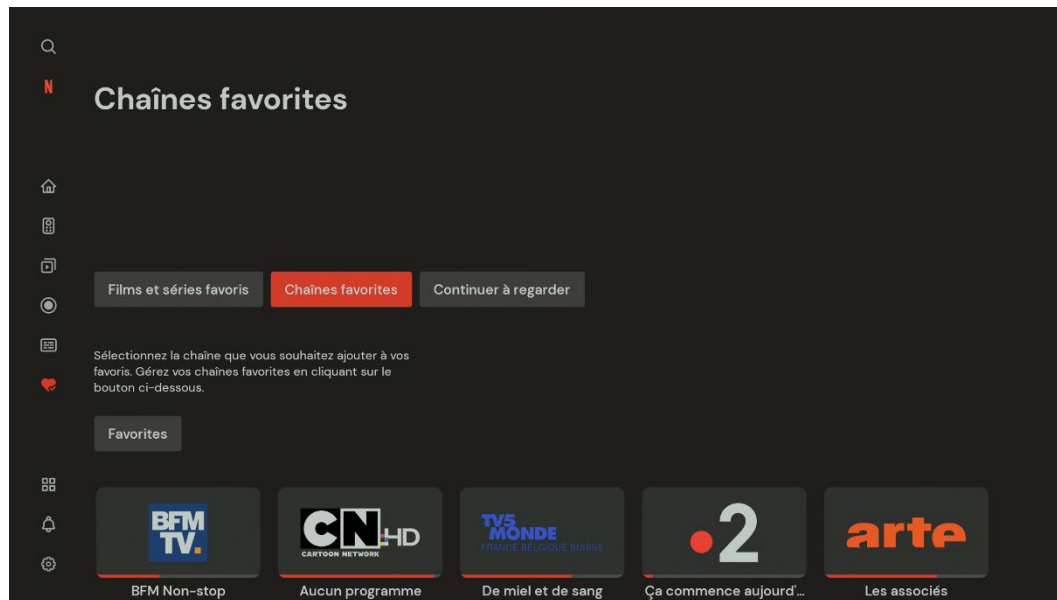 N
Chaînes favorites
Films et séries favoris
Chaînes favorites
Continuer à regarder
Sélectionnez la chaîne que vous souhaitez ajouter à vos
favoris. Gérez vos chaînes favorites en cliquant sur le
bouton ci-dessous.
Favorites
BFM
TV.
CN HD
CARTOON NETWORK
TV5
MONDE
FRANCE BELGIQUE SUISSE
2
arte
BFM Non-stop
Aucun programme
De miel et de sang
Ça commence aujourd'...
Les associés